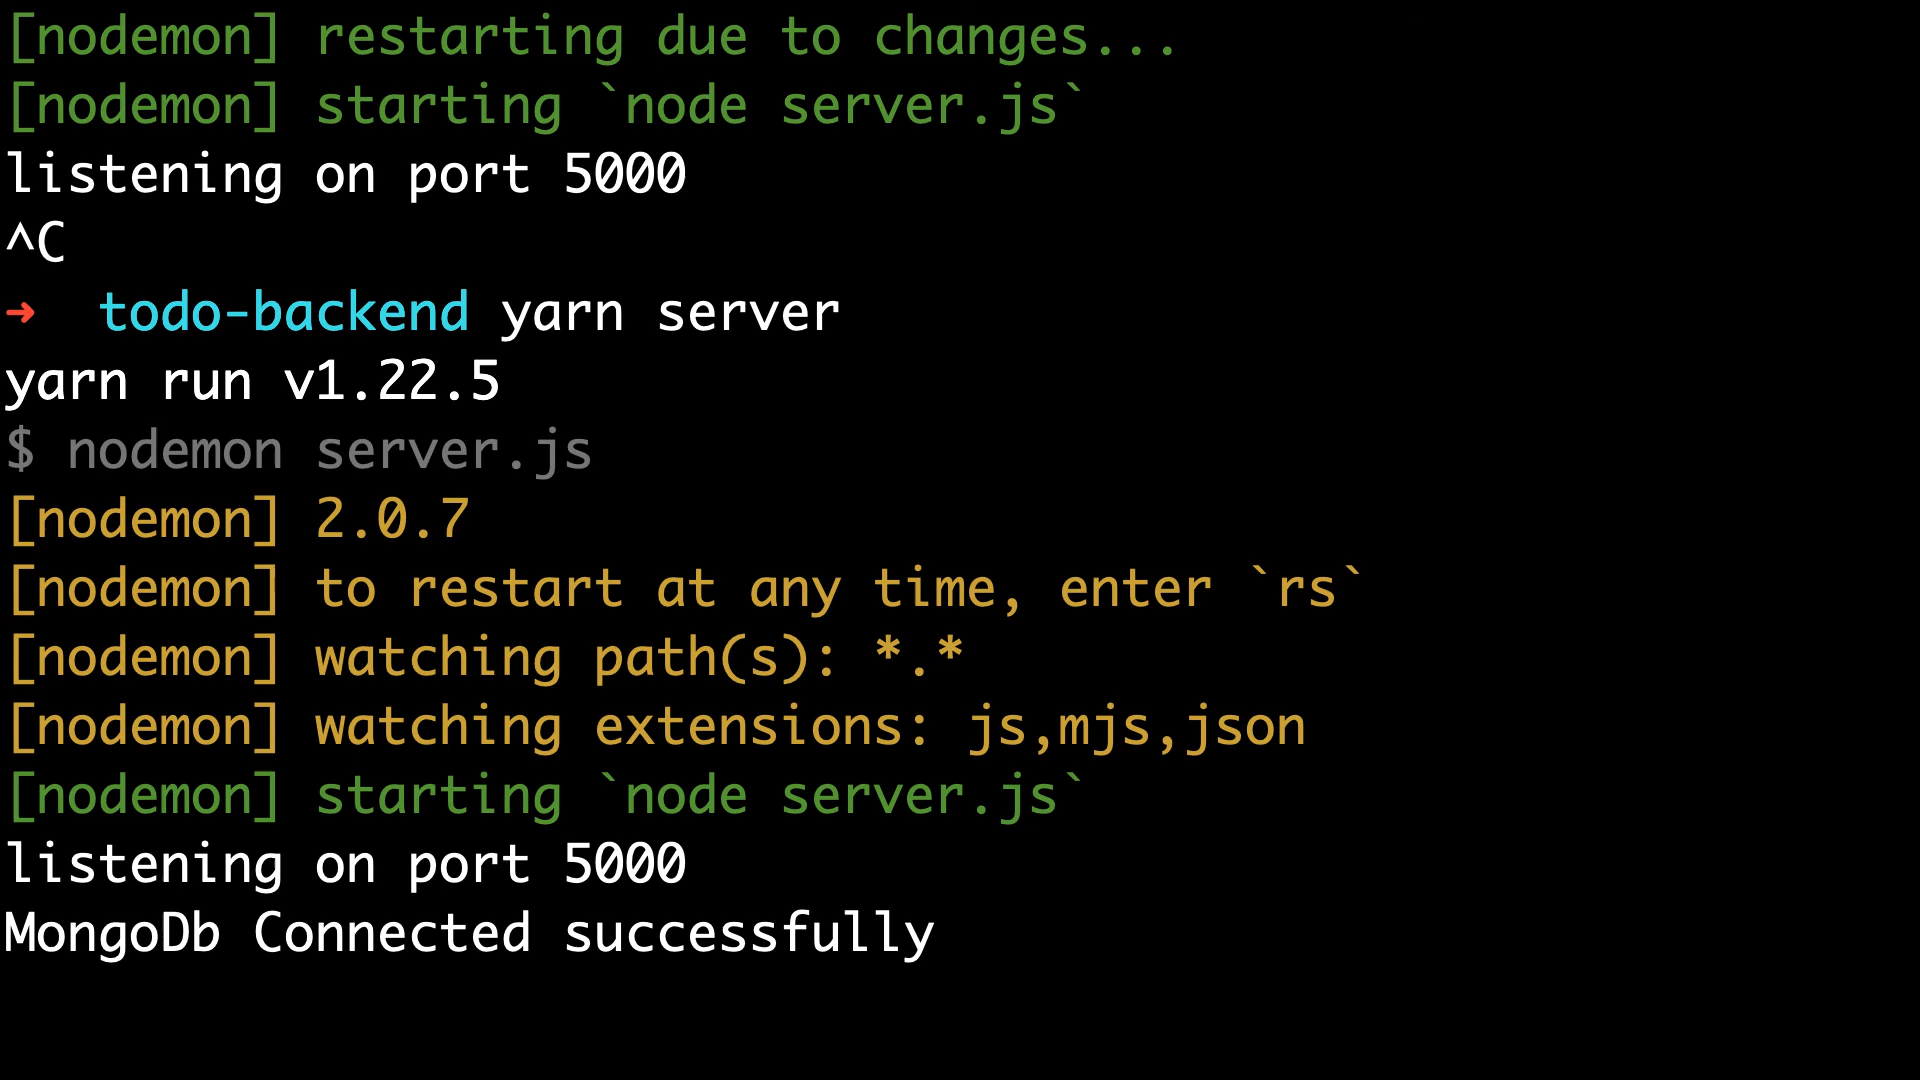 [nodemon] restarting due to changes...
[nodemon] starting `node server.js`
listening on port 5000
^C
➜  todo-backend yarn server
yarn run v1.22.5
$ nodemon server.js
[nodemon] 2.0.7
[nodemon] to restart at any time, enter `rs`
[nodemon] watching path(s): *.*
[nodemon] watching extensions: js,mjs,json
[nodemon] starting `node server.js`
listening on port 5000
MongoDb Connected successfully